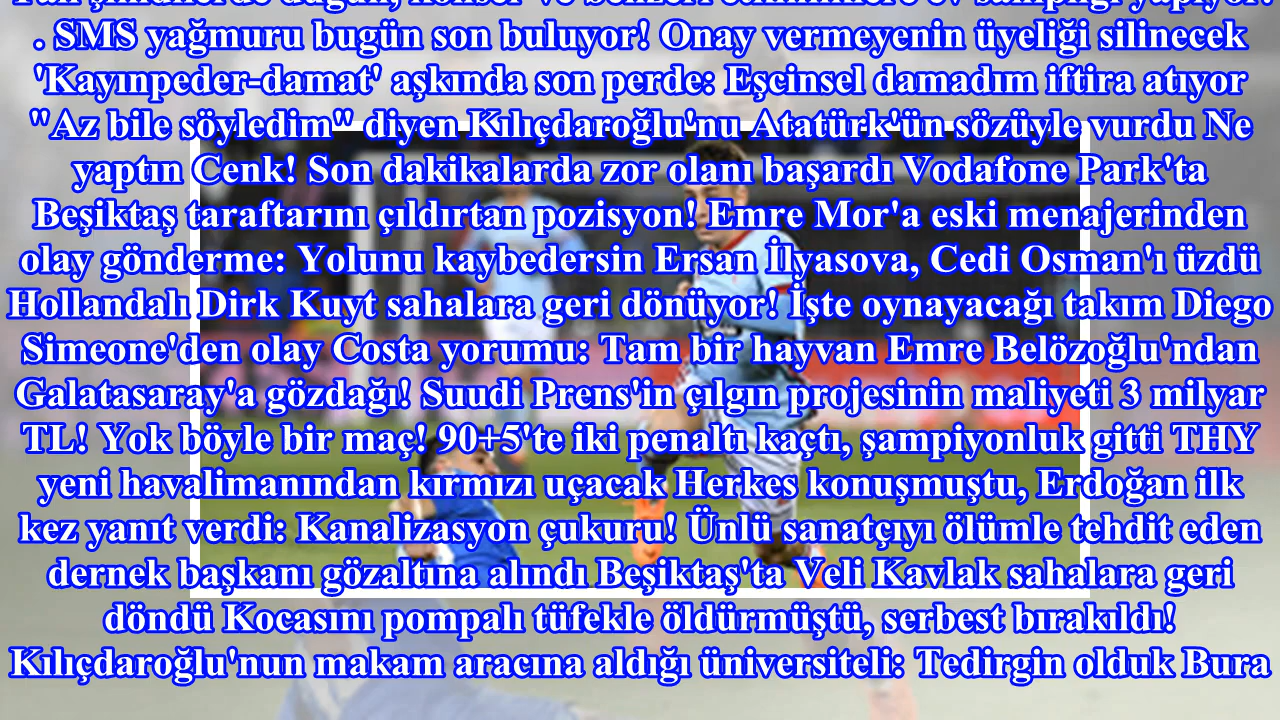 . SMS yağmuru bugün son buluyor! Onay vermeyenin üyeliği silinecek
'Kayınpeder-damat' aşkında son perde: Eşcinsel damadım iftira atıyor
"Az bile söyledim" diyen Kılıçdaroğlu'nu Atatürk'ün sözüyle vurdu Ne
yaptın Cenk! Son dakikalarda zor olanı başardı Vodafone Park'ta
Beşiktaş taraftarını çıldırtan pozisyon! Emre Mor'a eski menajerinden
olay gönderme: Yolunu kaybedersin Ersan İlyasova, Cedi Osman'ı üzdü
Hollandalı Dirk Kuyt sahalara geri dönüyor! İşte oynayacağı takım Diego
Simeone'den olay Costa yorumu: Tam bir hayvan Emre Belözoğlu'ndan
Galatasaray'a gözdağı! Suudi Prens'in çılgın projesinin maliyeti 3 milyar
TL! Yok böyle bir maç! 90+5'te iki penaltı kaçtı, şampiyonluk gitti THY
yeni havalimanından kırmızı uçacak Herkes konuşmuştu, Erdoğan ilk
kez yanıt verdi: Kanalizasyon çukuru! Ünlü sanatçıyı ölümle tehdit eden
dernek başkanı gözaltına alındı Beşiktaş'ta Veli Kavlak sahalara geri
döndü Kocasını pompalı tüfekle öldürmüştü, serbest bırakıldı!
Kılıçdaroğlu'nun makam aracına aldığı üniversiteli: Tedirgin olduk Bura